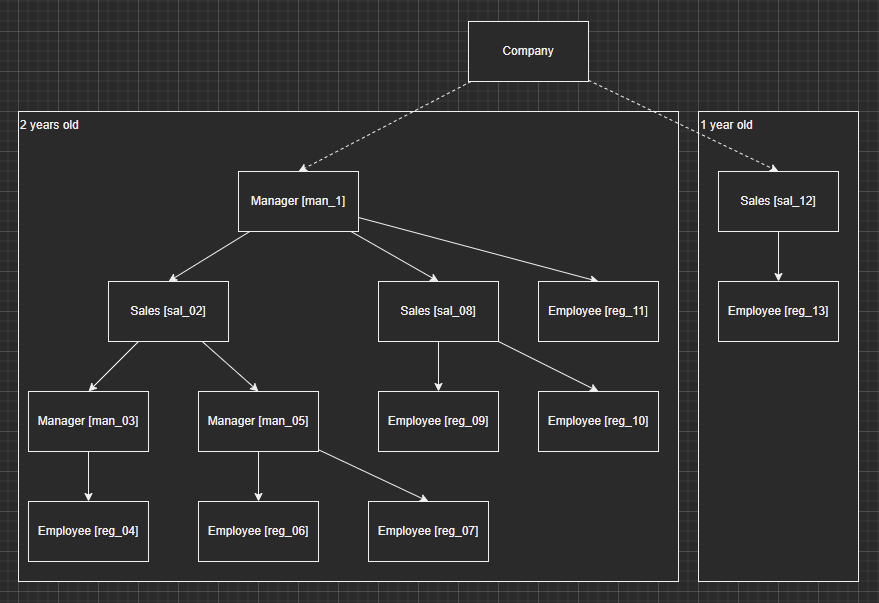 Company
2 years old
1 year old
Manager [man_1]
Sales [sal_12]
Sales [sal_02]
Sales [sal_08]
Employee [reg_11]
Employee [reg_13]
Manager [man_03]
Manager [man_05]
Employee [reg_09]
Employee [reg_10]
Employee [reg_04]
Employee [reg_06]
Employee [reg_07]